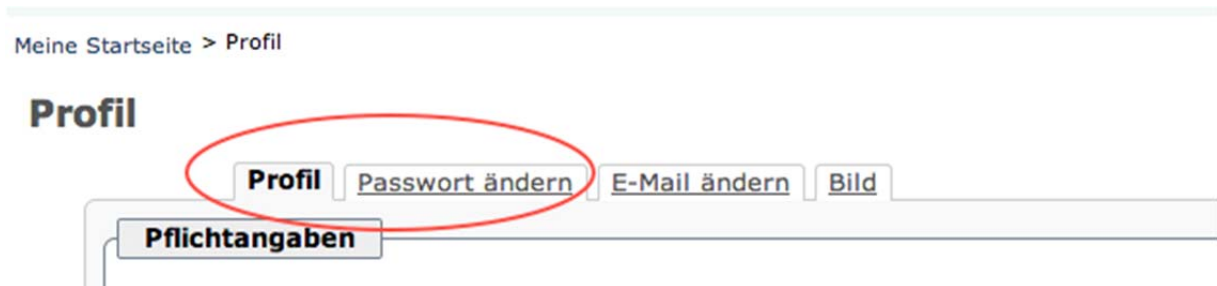 Meine Startseite > Profil
Profil
Profil Passwort ändern E-Mail ändern Bild
Pflichtangaben